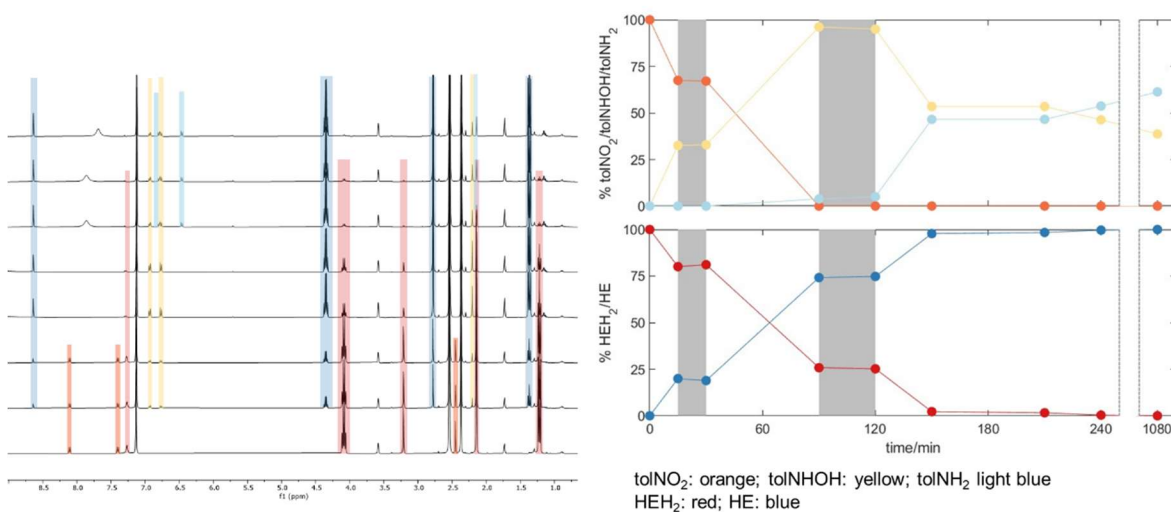 8.5 8.0 7.5 7.0 6.5 6.0 5.5 5.0 4.5 4.0 3.5 3.0 2.5 2.0 1.5 1.0
f1 (ppm)
100
75
50
25
0
% tolNO₂/tolNHOH/tolNH₂
100
75
50
25
0
% HEH₂/HE
0 60 120 180 240 1080
time/min
tolNO₂: orange; tolNHOH: yellow; tolNH₂ light blue
HEH₂: red; HE: blue